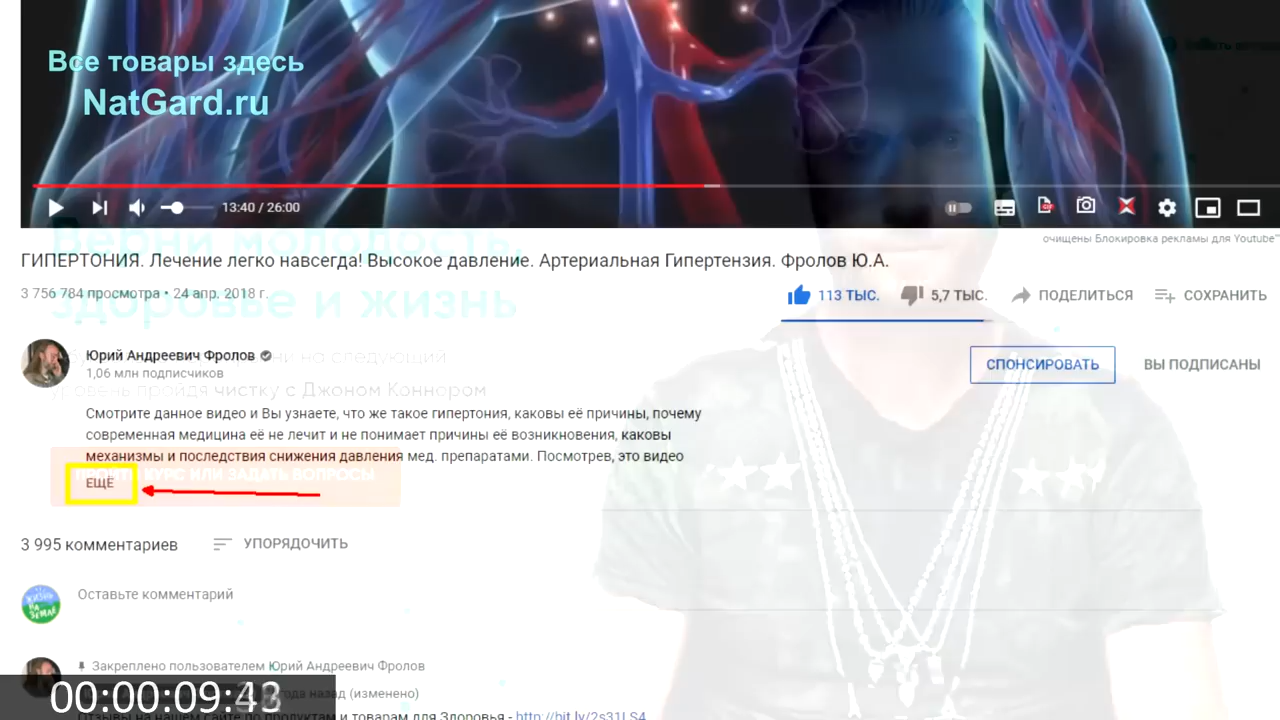 Все товары здесь
NatGard.ru
13:40 / 26:00
очищены Блокировка рекламы для Youtube™
Верни молодость,
ГИПЕРТОНИЯ. Лечение легко навсегда! Высокое давление. Артериальная Гипертензия. Фролов Ю.А.
здоровье и жизнь
3 756 784 просмотра • 24 апр. 2018 г.
113 ТЫС. 5,7 ТЫС. ПОДЕЛИТЬСЯ СОХРАНИТЬ
Юрий Андреевич Фролов
на следующий
1,06 млн подписчиков
СПОНСИРОВАТЬ ВЫ ПОДПИСАНЫ
уровень пройдя чистку с Джоном Коннором
Смотрите данное видео и Вы узнаете, что же такое гипертония, каковы её причины, почему
современная медицина её не лечит и не понимает причины её возникновения, каковы
механизмы и последствия снижения давления мед. препаратами. Посмотрев, это видео
КУРС ИЛИ ЗАДАТЬ ВОПРОСЫ
ЕЩЁ
3 995 комментариев УПОРЯДОЧИТЬ
ЖИЗНЬ НА ЗЕМЛЕ
Оставьте комментарий
Закреплено пользователем Юрий Андреевич Фролов
назад (изменено)
00:00:09:43
Отзывы на нашем сайте по продуктам и товарам для Здоровья - http://bit.ly/2s31LS4